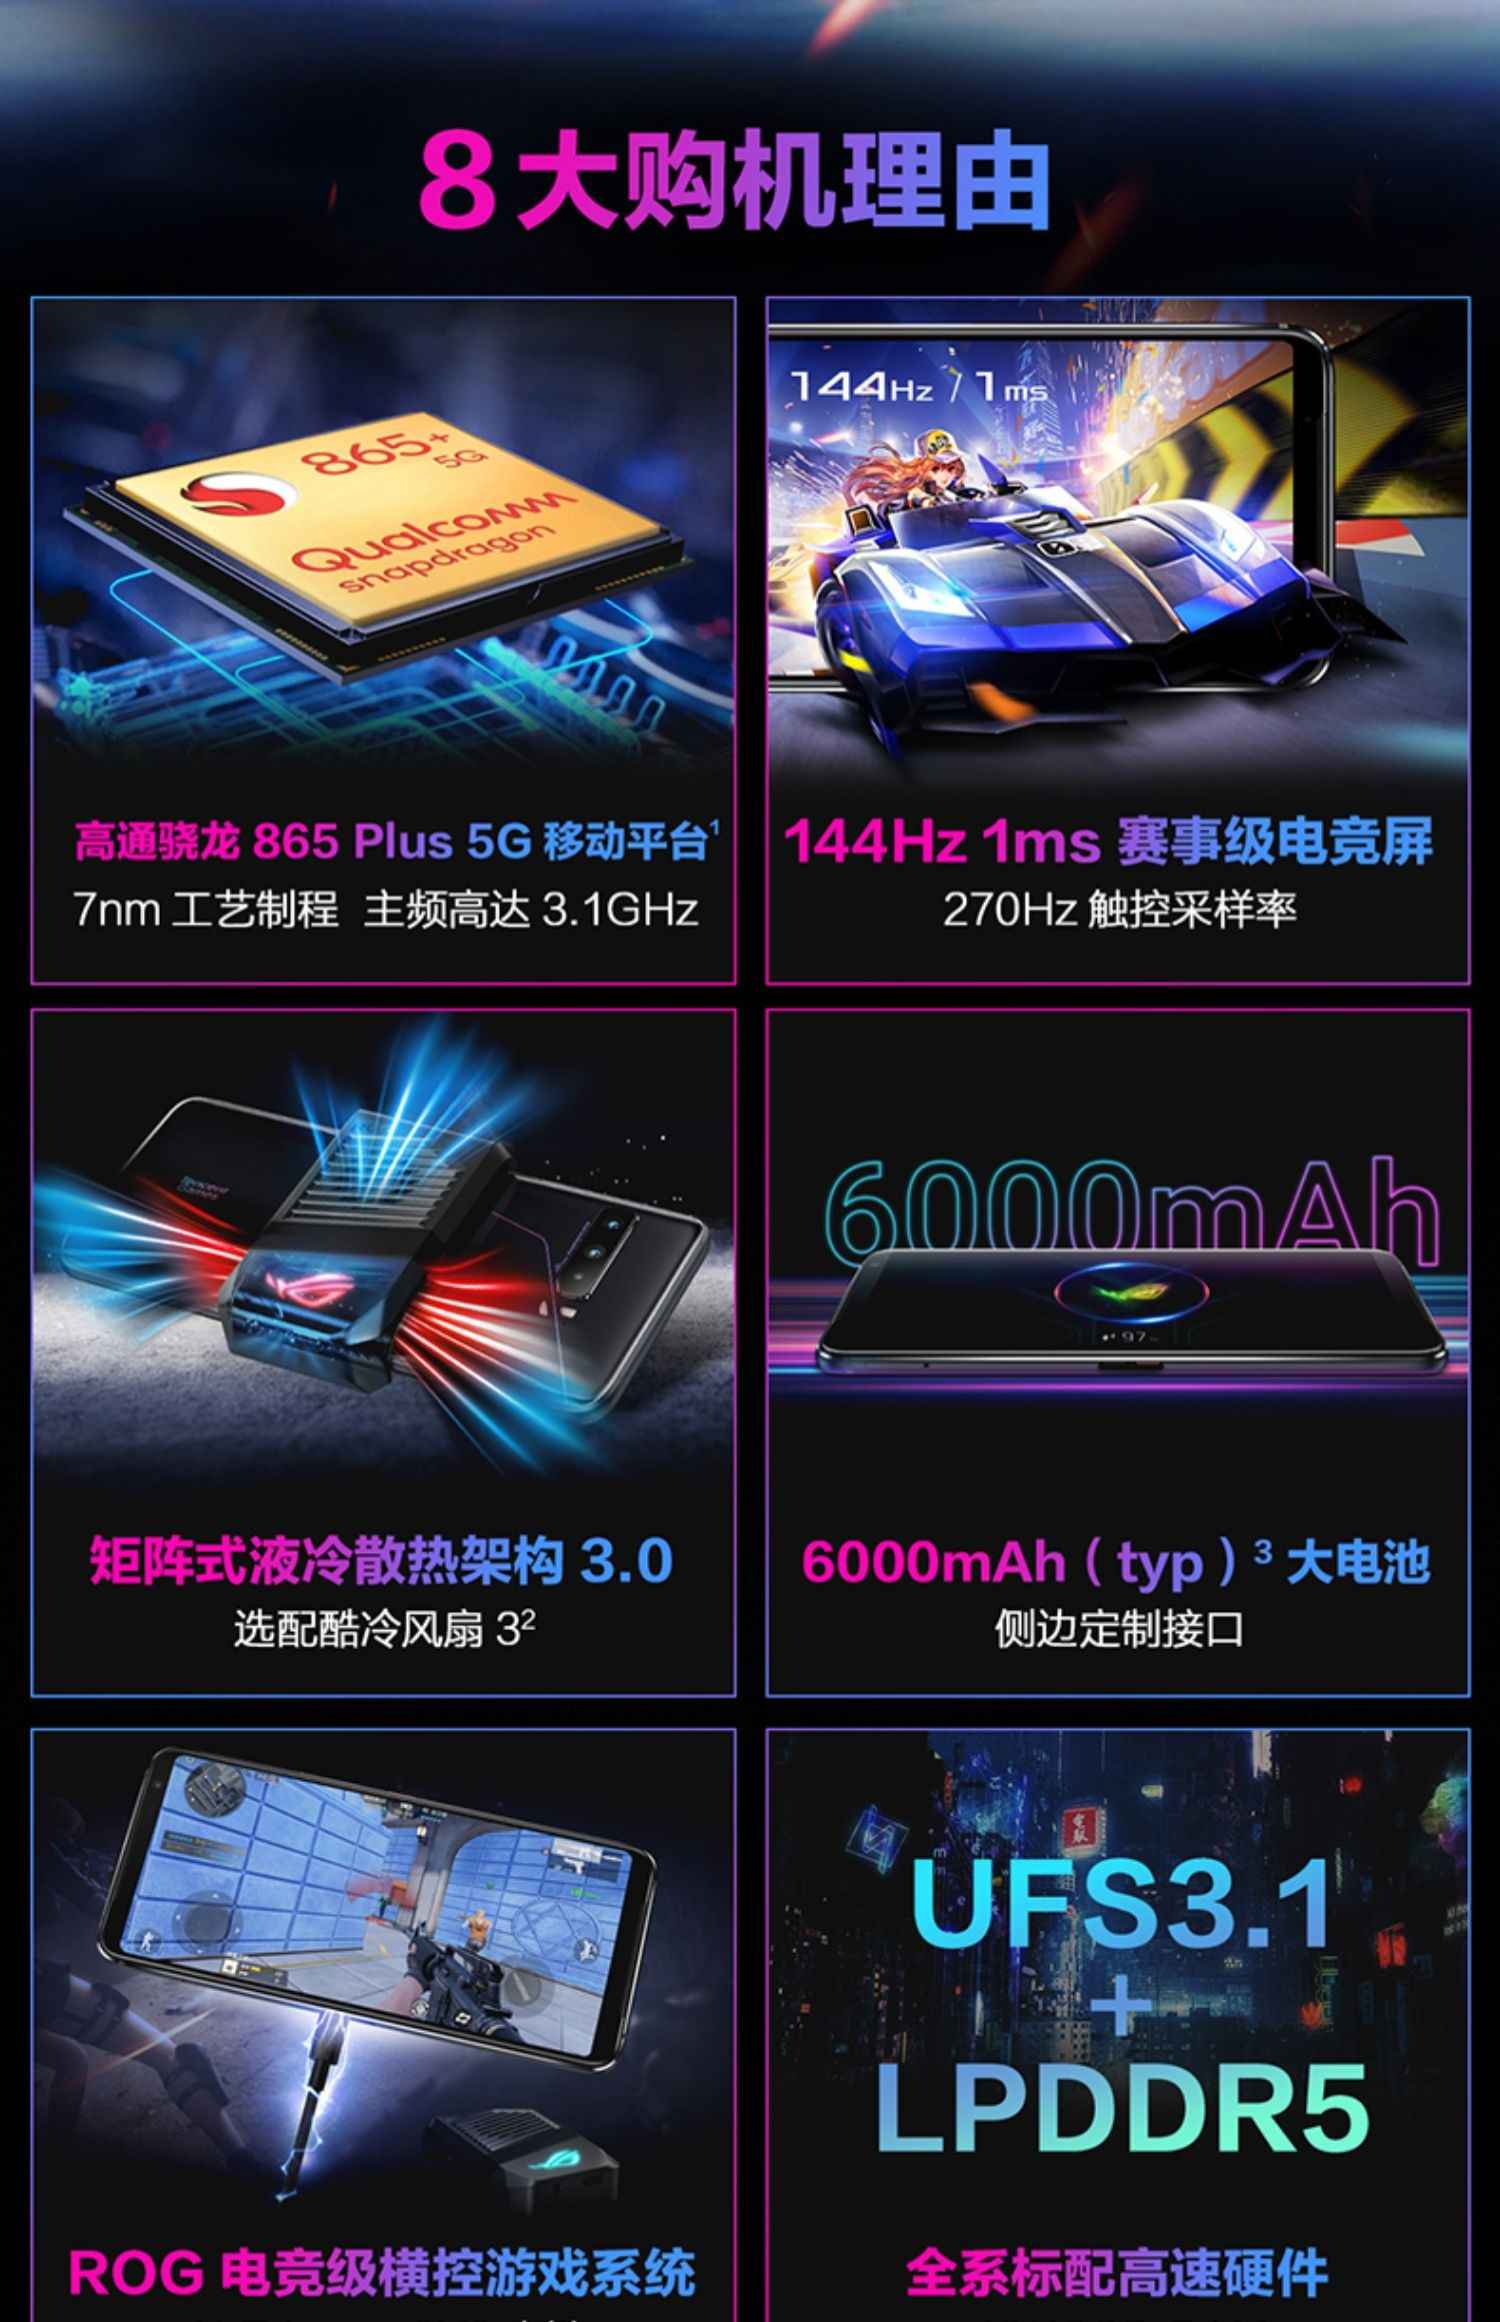 8大购机理由
865+
5G
Qualcomm
snapdragon
高通骁龙 865 Plus 5G 移动平台¹
7nm 工艺制程 主频高达 3.1GHz
144Hz / 1ms
144Hz 1ms 赛事级电竞屏
270Hz 触控采样率
Tencent
Games
矩阵式液冷散热架构 3.0
选配酷冷风扇 3²
6000mAh
97
6000mAh（typ）³ 大电池
侧边定制接口
ROG 电竞级横控游戏系统
UFS3.1
+
LPDDR5
全系标配高速硬件